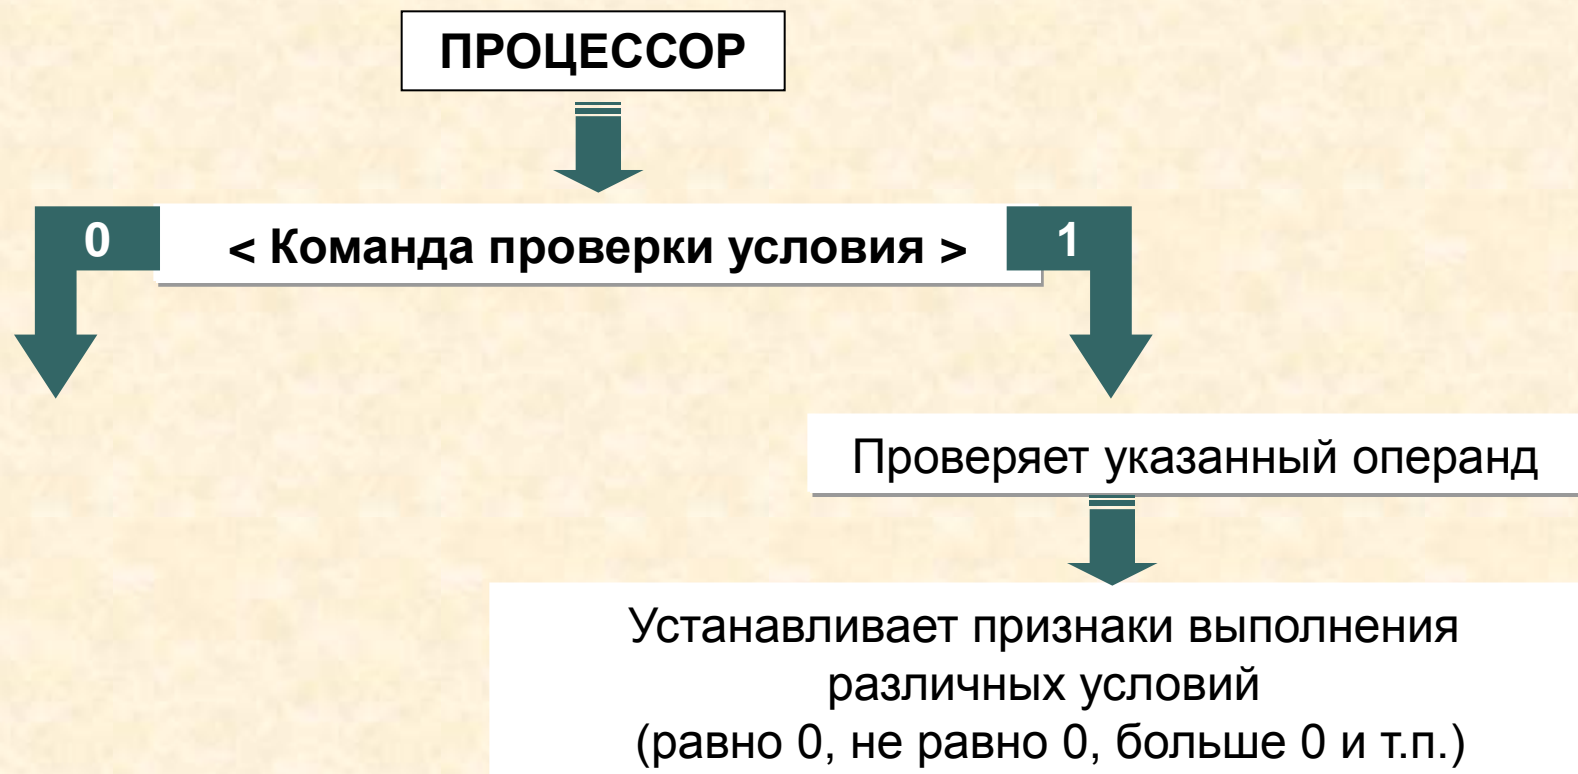 ПРОЦЕССОР
0
< Команда проверки условия >
1
Проверяет указанный операнд
Устанавливает признаки выполнения
различных условий
(равно 0, не равно 0, больше 0 и т.п.)